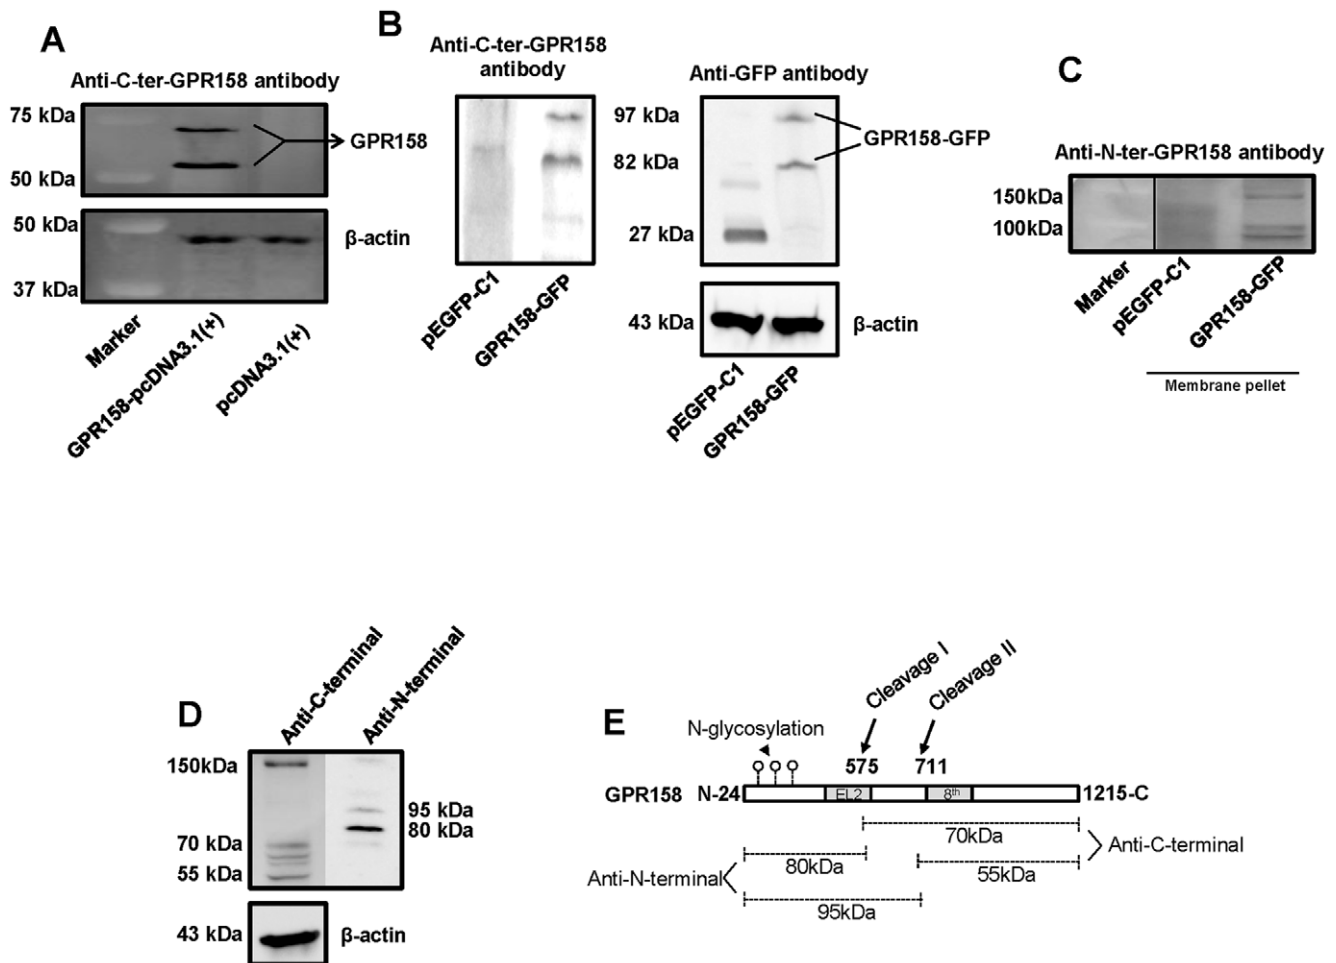 A
Anti-C-ter-GPR158 antibody
75 kDa
GPR158
50 kDa
50 kDa
β-actin
37 kDa
Marker
GPR158-pcDNA3.1(+)
pcDNA3.1(+)
B
Anti-C-ter-GPR158
antibody
pEGFP-C1
GPR158-GFP
Anti-GFP antibody
97 kDa
GPR158-GFP
82 kDa
27 kDa
43 kDa
β-actin
pEGFP-C1
GPR158-GFP
C
Anti-N-ter-GPR158 antibody
150kDa
100kDa
Marker
pEGFP-C1
GPR158-GFP
Membrane pellet
D
Anti-C-terminal
Anti-N-terminal
150kDa
95 kDa
80 kDa
70 kDa
55 kDa
43 kDa
β-actin
E
Cleavage I
Cleavage II
N-glycosylation
575
711
GPR158
N-24
EL2
8th
1215-C
70kDa
Anti-C-terminal
80kDa
55kDa
Anti-N-terminal
95kDa